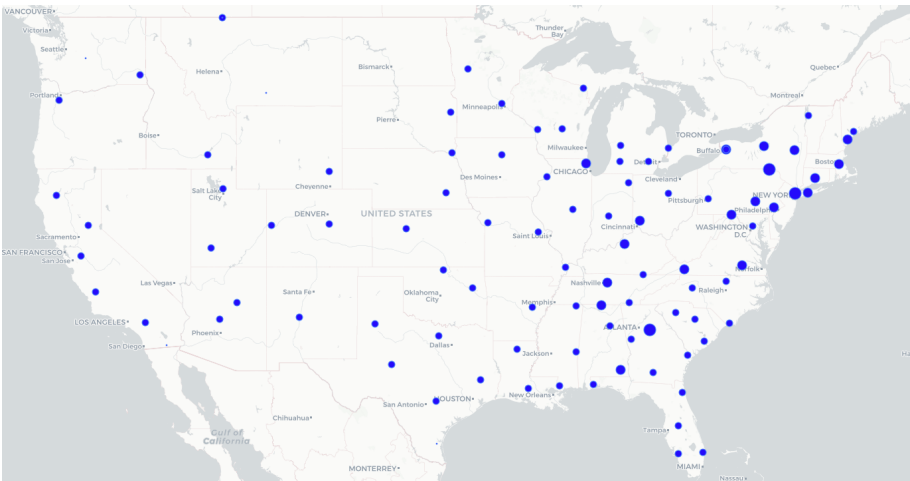 VANCOUVER
Victoria
Seattle
Thunder
Bay
Quebec
Helena
Bismarck
Portland
Montreal
Minneapolis
Pierre
Boise
TORONTO
Milwaukee
Buffalo
Detroit
Boston
CHICAGO
Des Moines
Cleveland
Salt Lake
City
Cheyenne
NEW YORK
Pittsburgh
Philadelphia
DENVER
UNITED STATES
Cincinnati
WASHINGTON
D.C.
Sacramento
Saint Louis
SAN FRANCISCO
San Jose
Norfolk
Las Vegas
Nashville
Raleigh
Santa Fe
Oklahoma
City
Memphis
LOS ANGELES
Phoenix
ATLANTA
San Diego
Dallas
Jackson
New Orleans
HOUSTON
San Antonio
Chihuahua
Gulf of
California
Tampa
MONTERREY
MIAMI
Nassau
Ha